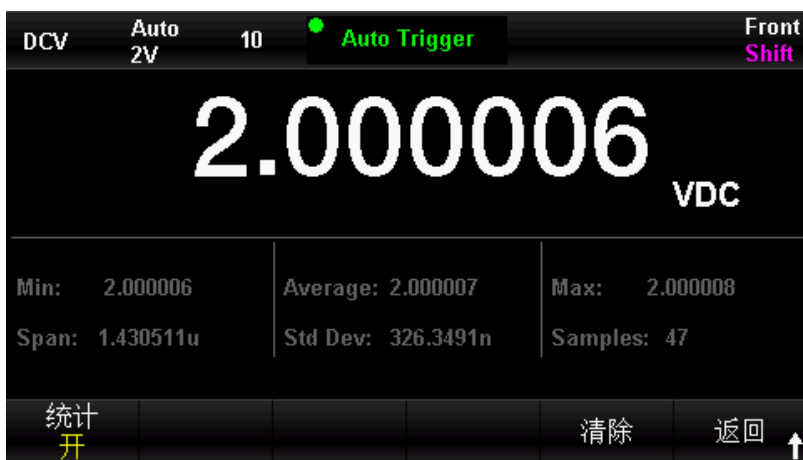 DCV Auto 2V 10 Auto Trigger Front Shift
2.000006 VDC
Min: 2.000006 Average: 2.000007 Max: 2.000008
Span: 1.430511u Std Dev: 326.3491n Samples: 47
统计 清除 返回
开